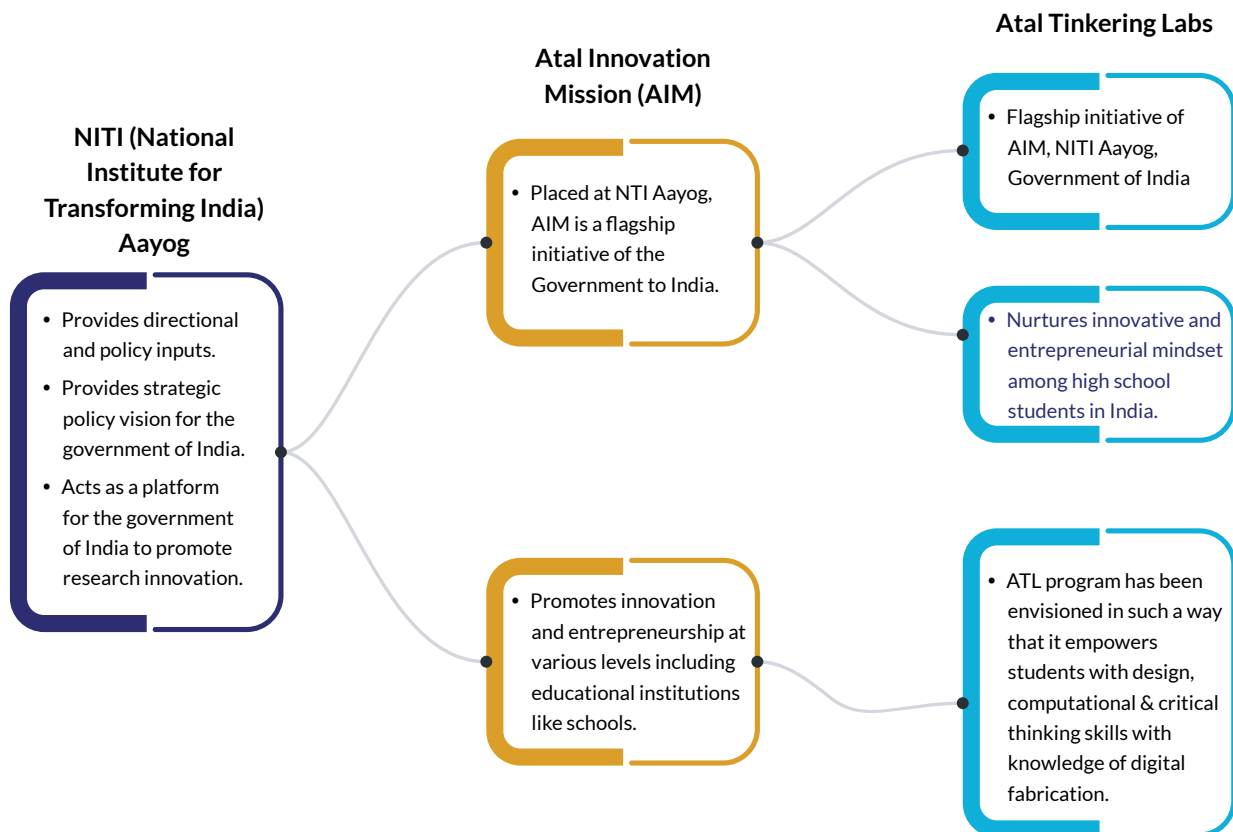 NITI (National
Institute for
Transforming India)
Aayog
• Provides directional
and policy inputs.
• Provides strategic
policy vision for the
government of India.
• Acts as a platform
for the government
of India to promote
research innovation.
Atal Innovation
Mission (AIM)
• Placed at NTI Aayog,
AIM is a flagship
initiative of the
Government to India.
• Promotes innovation
and entrepreneurship at
various levels including
educational institutions
like schools.
Atal Tinkering Labs
• Flagship initiative of
AIM, NITI Aayog,
Government of India
• Nurtures innovative and
entrepreneurial mindset
among high school
students in India.
• ATL program has been
envisioned in such a way
that it empowers
students with design,
computational & critical
thinking skills with
knowledge of digital
fabrication.